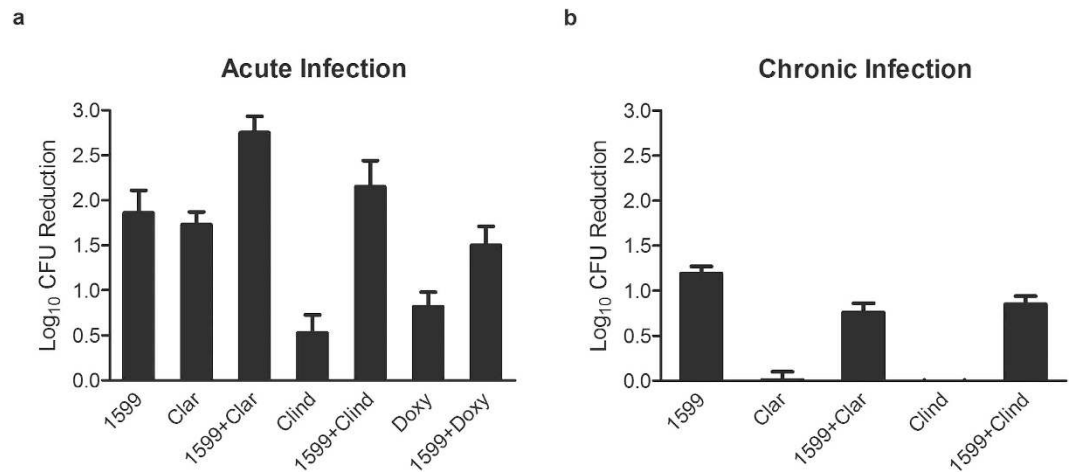 a
Acute Infection
Log10 CFU Reduction
3.0
2.5
2.0
1.5
1.0
0.5
0.0
1599
Clar
1599+Clar
Clind
1599+Clind
Doxy
1599+Doxy
b
Chronic Infection
Log10 CFU Reduction
3.0
2.5
2.0
1.5
1.0
0.5
0.0
1599
Clar
1599+Clar
Clind
1599+Clind